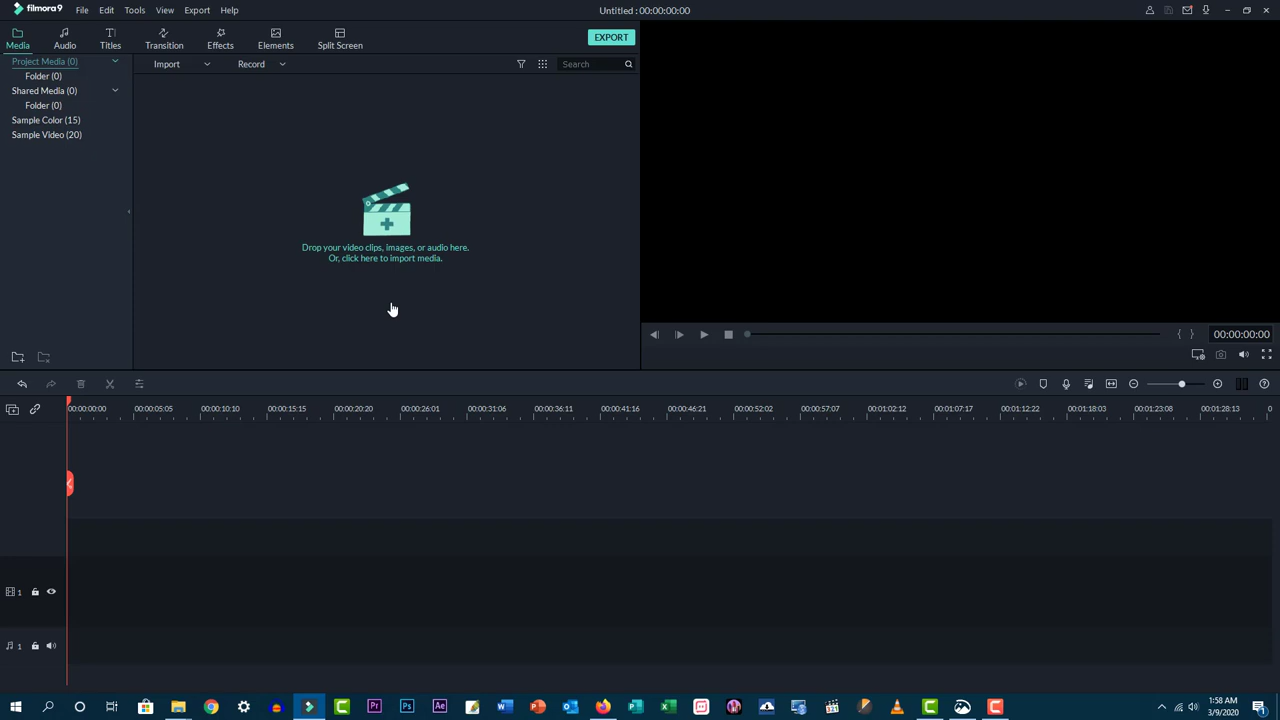 filmora9 File Edit Tools View Export Help Untitled : 00:00:00:00
Media Audio Titles Transition Effects Elements Split Screen EXPORT
Project Media (0)
Folder (0)
Shared Media (0)
Folder (0)
Sample Color (15)
Sample Video (20)
Import Record Search
Drop your video clips, images, or audio here.
Or, click here to import media.
00:00:00:00
00:00:00:00 00:00:05:05 00:00:10:10 00:00:15:15 00:00:20:20 00:00:26:01 00:00:31:06 00:00:36:11 00:00:41:16 00:00:46:21 00:00:52:02 00:00:57:07 00:01:02:12 00:01:07:17 00:01:12:22 00:01:18:03 00:01:23:08 00:01:28:13 0
1
1
Pr Ps Ae
1:58 AM
3/9/2020
1